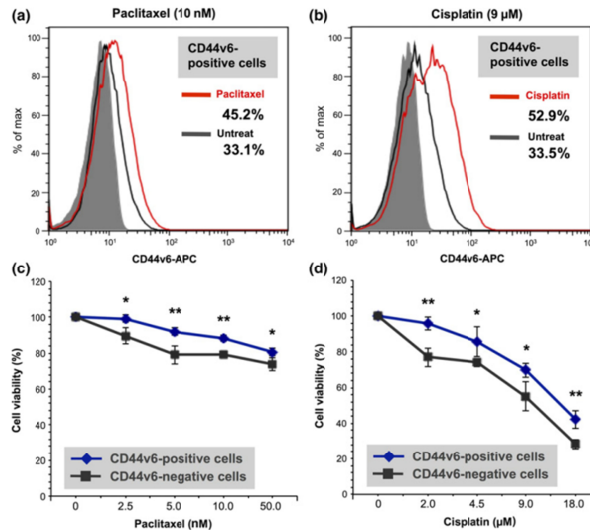 (a) Paclitaxel (10 nM)
CD44v6-
positive cells
Paclitaxel
45.2%
Untreat
33.1%
% of max
100
80
60
40
20
0
10⁰ 10¹ 10² 10³ 10⁴
CD44v6-APC
(b) Cisplatin (9 μM)
CD44v6-
positive cells
Cisplatin
52.9%
Untreat
33.5%
% of max
100
80
60
40
20
0
10⁰ 10¹ 10² 10³
CD44v6-APC
(c)
Cell viability (%)
120
100
80
60
40
20
0
* ** ** *
CD44v6-positive cells
CD44v6-negative cells
0 2.5 5.0 10.0 50.0
Paclitaxel (nM)
(d)
Cell viability (%)
120
100
80
60
40
20
0
** * * **
CD44v6-positive cells
CD44v6-negative cells
0 2.0 4.5 9.0 18.0
Cisplatin (μM)